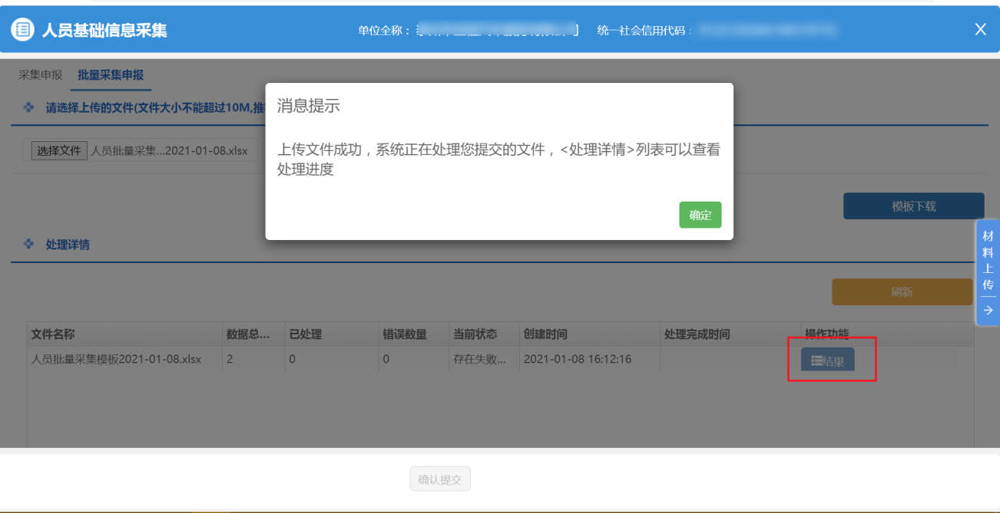 人员基础信息采集
单位全称：
统一社会信用代码：
采集申报 批量采集申报
请选择上传的文件(文件大小不能超过10M,推
选择文件 人员批量采集...2021-01-08.xlsx
消息提示
上传文件成功，系统正在处理您提交的文件，<处理详情>列表可以查看
处理进度
确定
模板下载
材料上传
处理详情
刷新
文件名称 数据总... 已处理 错误数量 当前状态 创建时间 处理完成时间 操作功能
人员批量采集模板2021-01-08.xlsx 2 0 0 存在失败... 2021-01-08 16:12:16 结果
确认提交